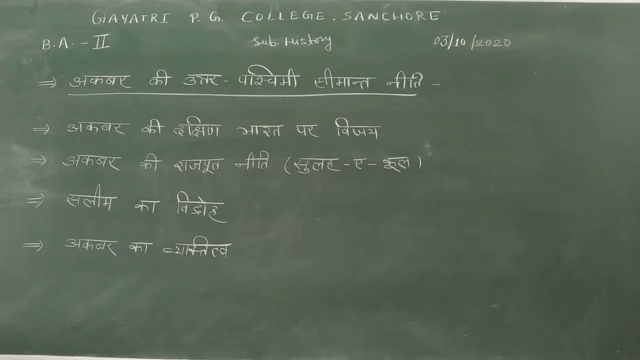 GAYATRI P. G. COLLEGE. SANCHORE
B.A. - II Sub. History 03/10/2020
⇒ अकबर की उत्तर - पश्चिमी सीमान्त नीति -
⇒ अकबर की दक्षिण भारत पर विजय
⇒ अकबर की राजपूत नीति (सुलह - ए - कूल)
⇒ सलीम का विद्रोह
⇒ अकबर का व्यक्तित्व